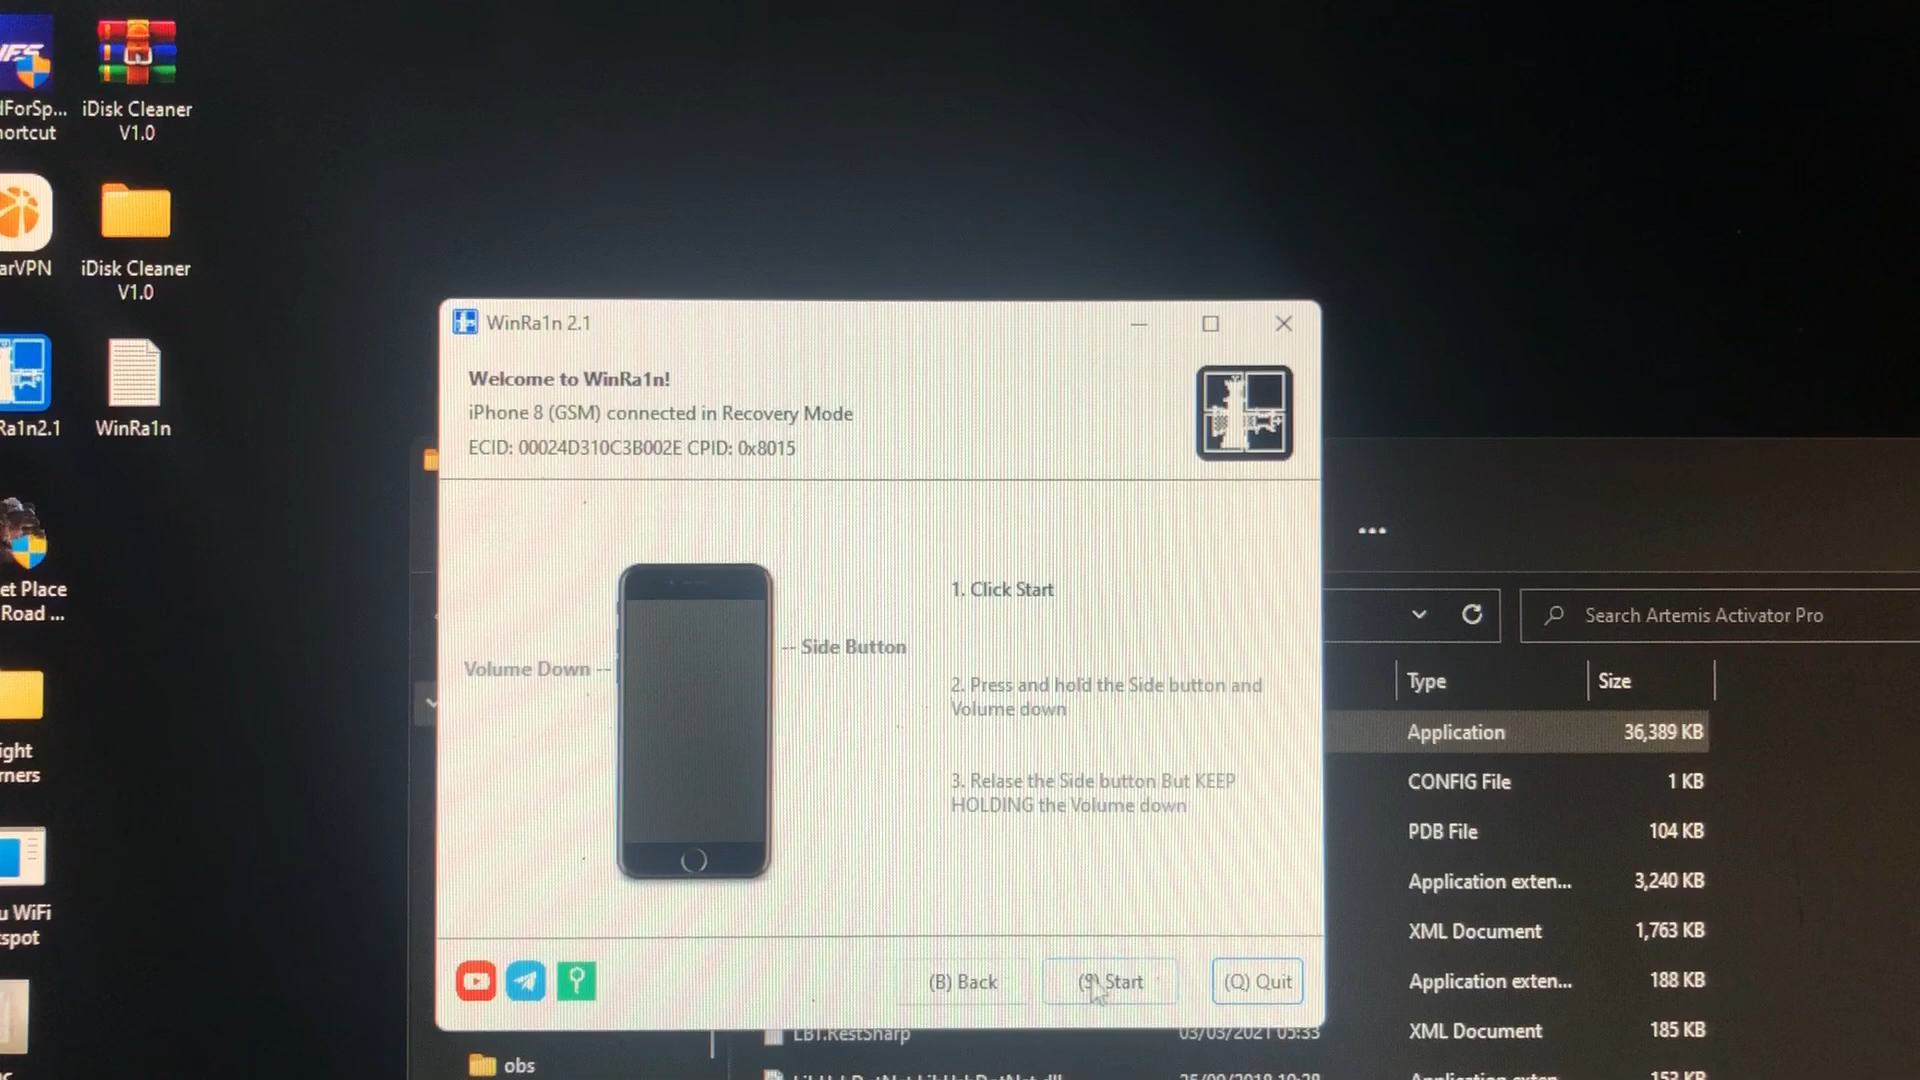 iDisk Cleaner
V1.0
ortcut
iDisk Cleaner
V1.0
arVPN
Ra1n2.1
WinRa1n
et Place
Road ...
ight
rners
u WiFi
spot
WinRa1n 2.1
Welcome to WinRa1n!
iPhone 8 (GSM) connected in Recovery Mode
ECID: 00024D310C3B002E CPID: 0x8015
Volume Down --
-- Side Button
1. Click Start
2. Press and hold the Side button and
Volume down
3. Relase the Side button But KEEP
HOLDING the Volume down
(B) Back
(S) Start
(Q) Quit
Search Artemis Activator Pro
Type
Size
Application
36,389 KB
CONFIG File
1 KB
PDB File
104 KB
Application exten...
3,240 KB
XML Document
1,763 KB
Application exten...
188 KB
XML Document
185 KB
LBT.RestSharp
03/03/2021 05:33
obs
Application exten...
153 KB